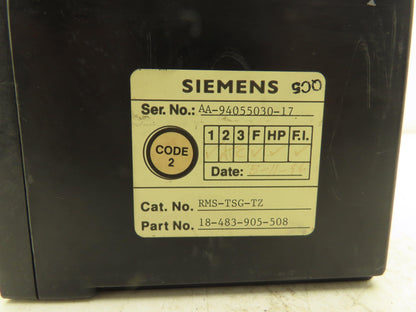 SIEMENS QC5
Ser. No.: AA-94055030-17
CODE 2
1 2 3 F HP F.I.
Date:
Cat. No. RMS-TSG-TZ
Part No. 18-483-905-508